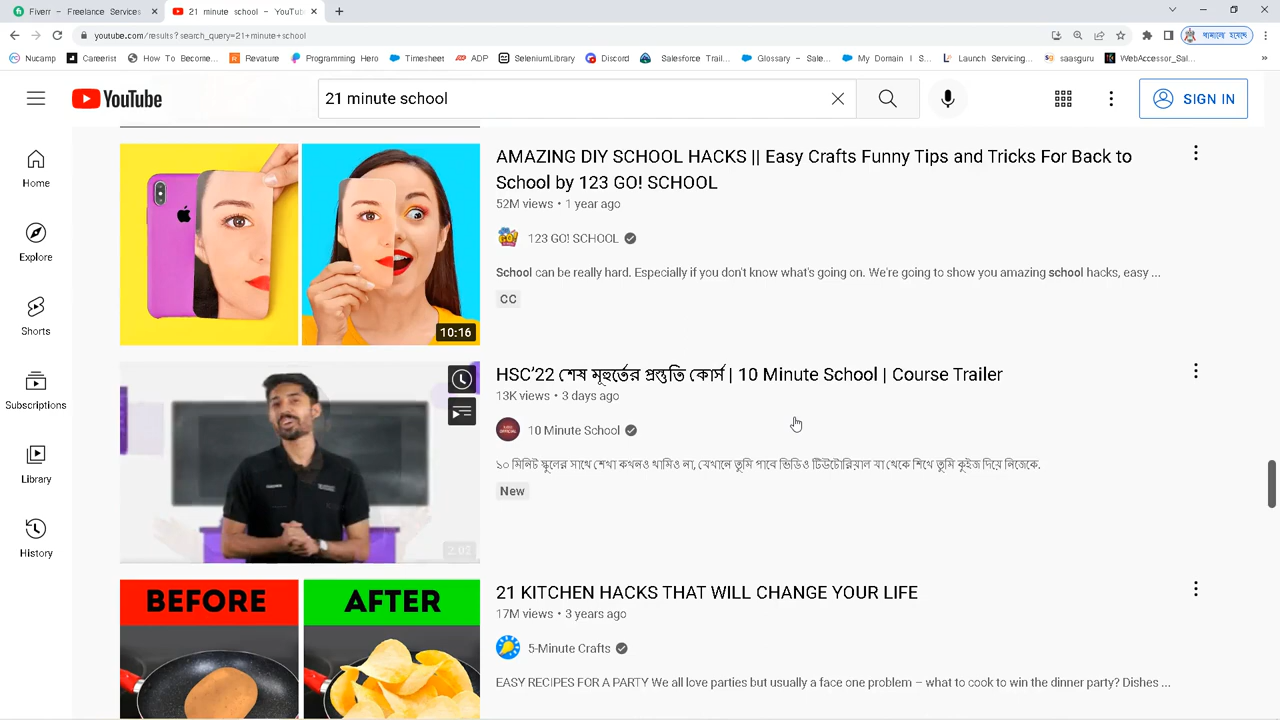 Fiverr - Freelance Services
21 minute school - YouTube
youtube.com/results?search_query=21+minute+school
থামানো হয়েছে
Nucamp
Careerist
How To Become...
Revature
Programming Hero
Timesheet
ADP
SeleniumLibrary
Discord
Salesforce Trail...
Glossary – Sale...
My Domain | S...
Launch Servicing...
saasguru
WebAccessor_Sal...
YouTube
21 minute school
SIGN IN
Home
Explore
Shorts
Subscriptions
Library
History
AMAZING DIY SCHOOL HACKS || Easy Crafts Funny Tips and Tricks For Back to
School by 123 GO! SCHOOL
52M views • 1 year ago
123 GO! SCHOOL
School can be really hard. Especially if you don't know what's going on. We're going to show you amazing school hacks, easy ...
CC
10:16
HSC’22 শেষ মূহুর্তের প্রস্তুতি কোর্স | 10 Minute School | Course Trailer
13K views • 3 days ago
10 Minute School
১০ মিনিট স্কুলের সাথে শেখা কখনও থামিও না, যেখানে তুমি পাবে ভিডিও টিউটোরিয়াল যা থেকে শিখে তুমি কুইজ দিয়ে নিজেকে.
New
2:02
BEFORE
AFTER
21 KITCHEN HACKS THAT WILL CHANGE YOUR LIFE
17M views • 3 years ago
5-Minute Crafts
EASY RECIPES FOR A PARTY We all love parties but usually a face one problem – what to cook to win the dinner party? Dishes ...